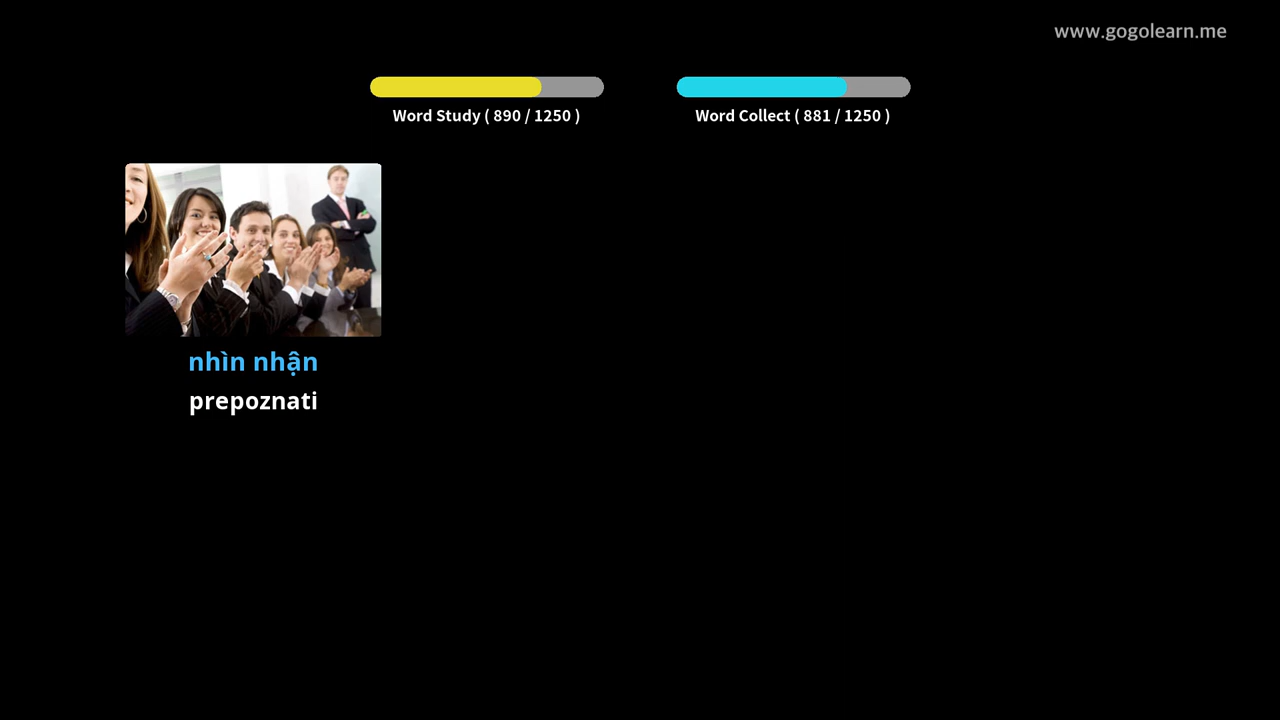 www.gogolearn.me
Word Study ( 890 / 1250 )
Word Collect ( 881 / 1250 )
nhìn nhận
prepoznati